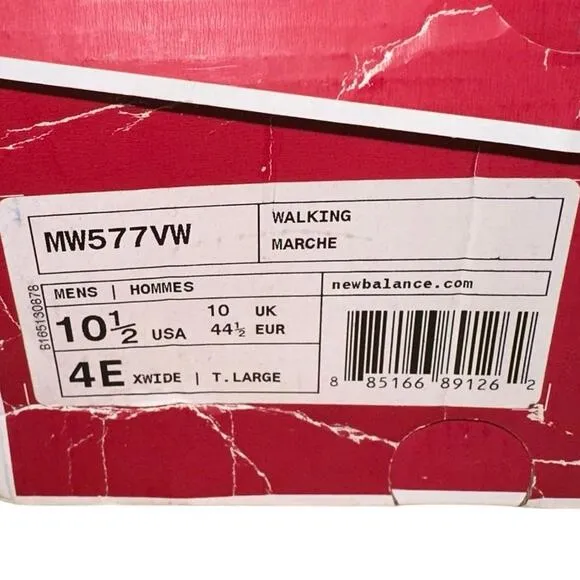 MW577VW
WALKING
MARCHE
MENS | HOMMES
10½ USA
10 UK
44½ EUR
4E XWIDE | T.LARGE
newbalance.com
8 85166 89126 2
6165130878